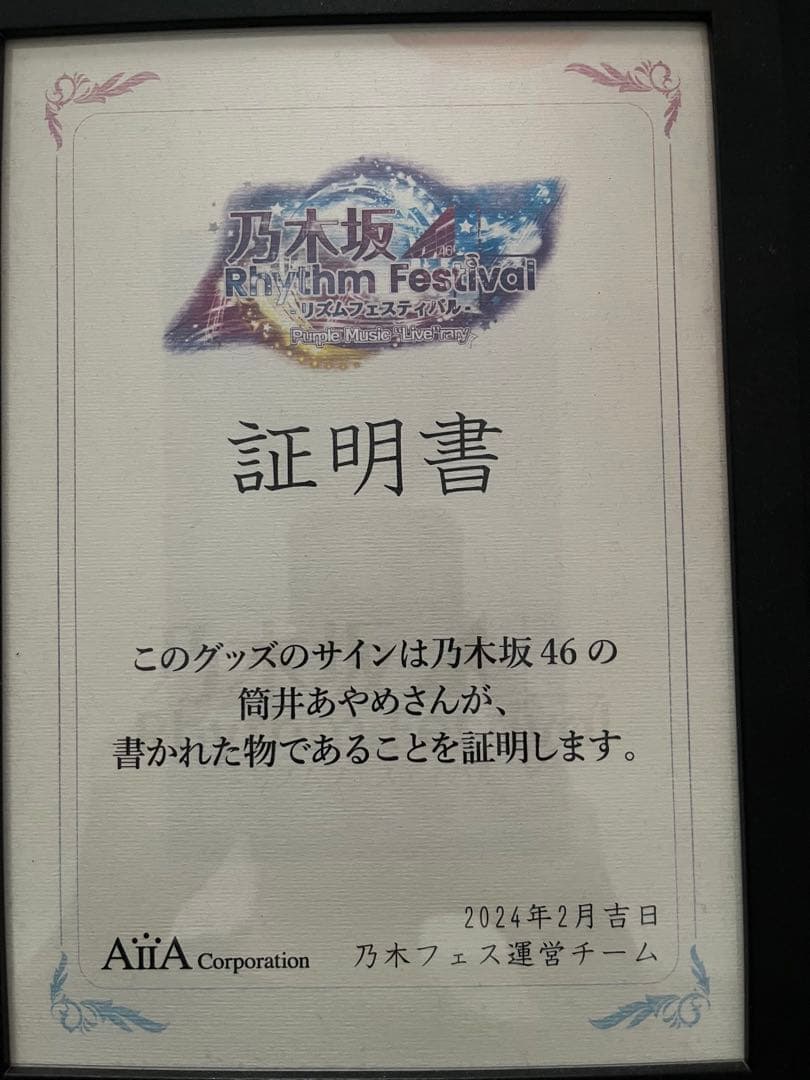 乃木坂46
Rhythm Festival
-リズムフェスティバル-
Purple Music "Live"rary
証明書
このグッズのサインは乃木坂46の
筒井あやめさんが、
書かれた物であることを証明します。
2024年2月吉日
AiiA Corporation 乃木フェス運営チーム